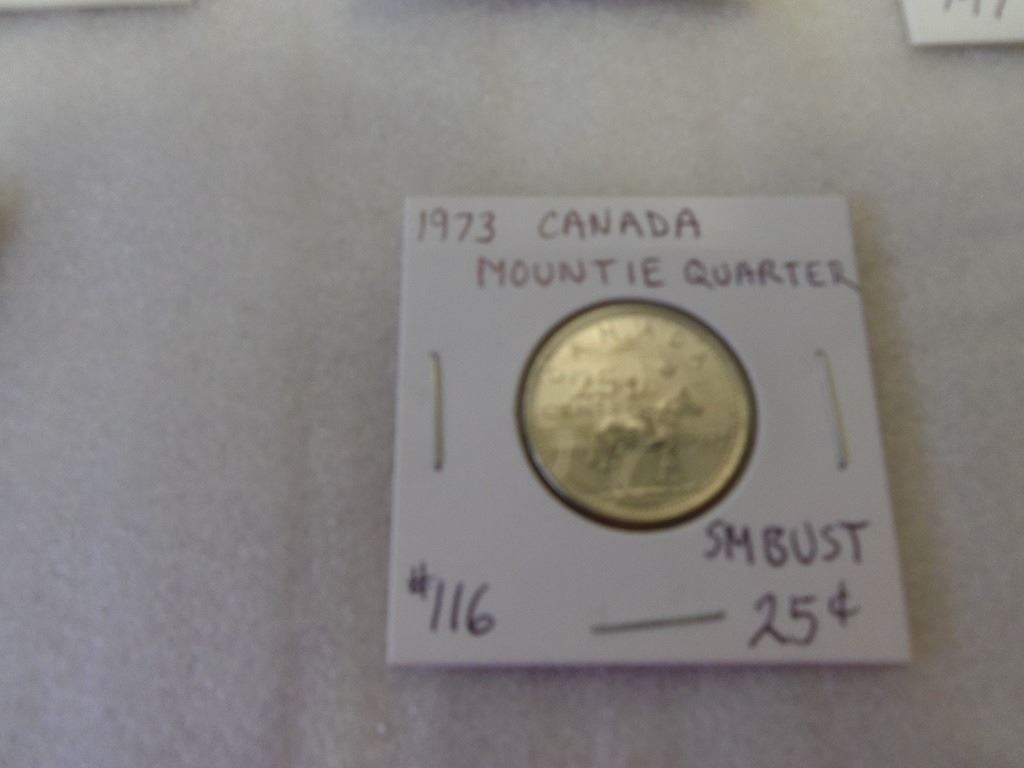 1973 CANADA
MOUNTIE QUARTER
SMBUST
#116
25¢